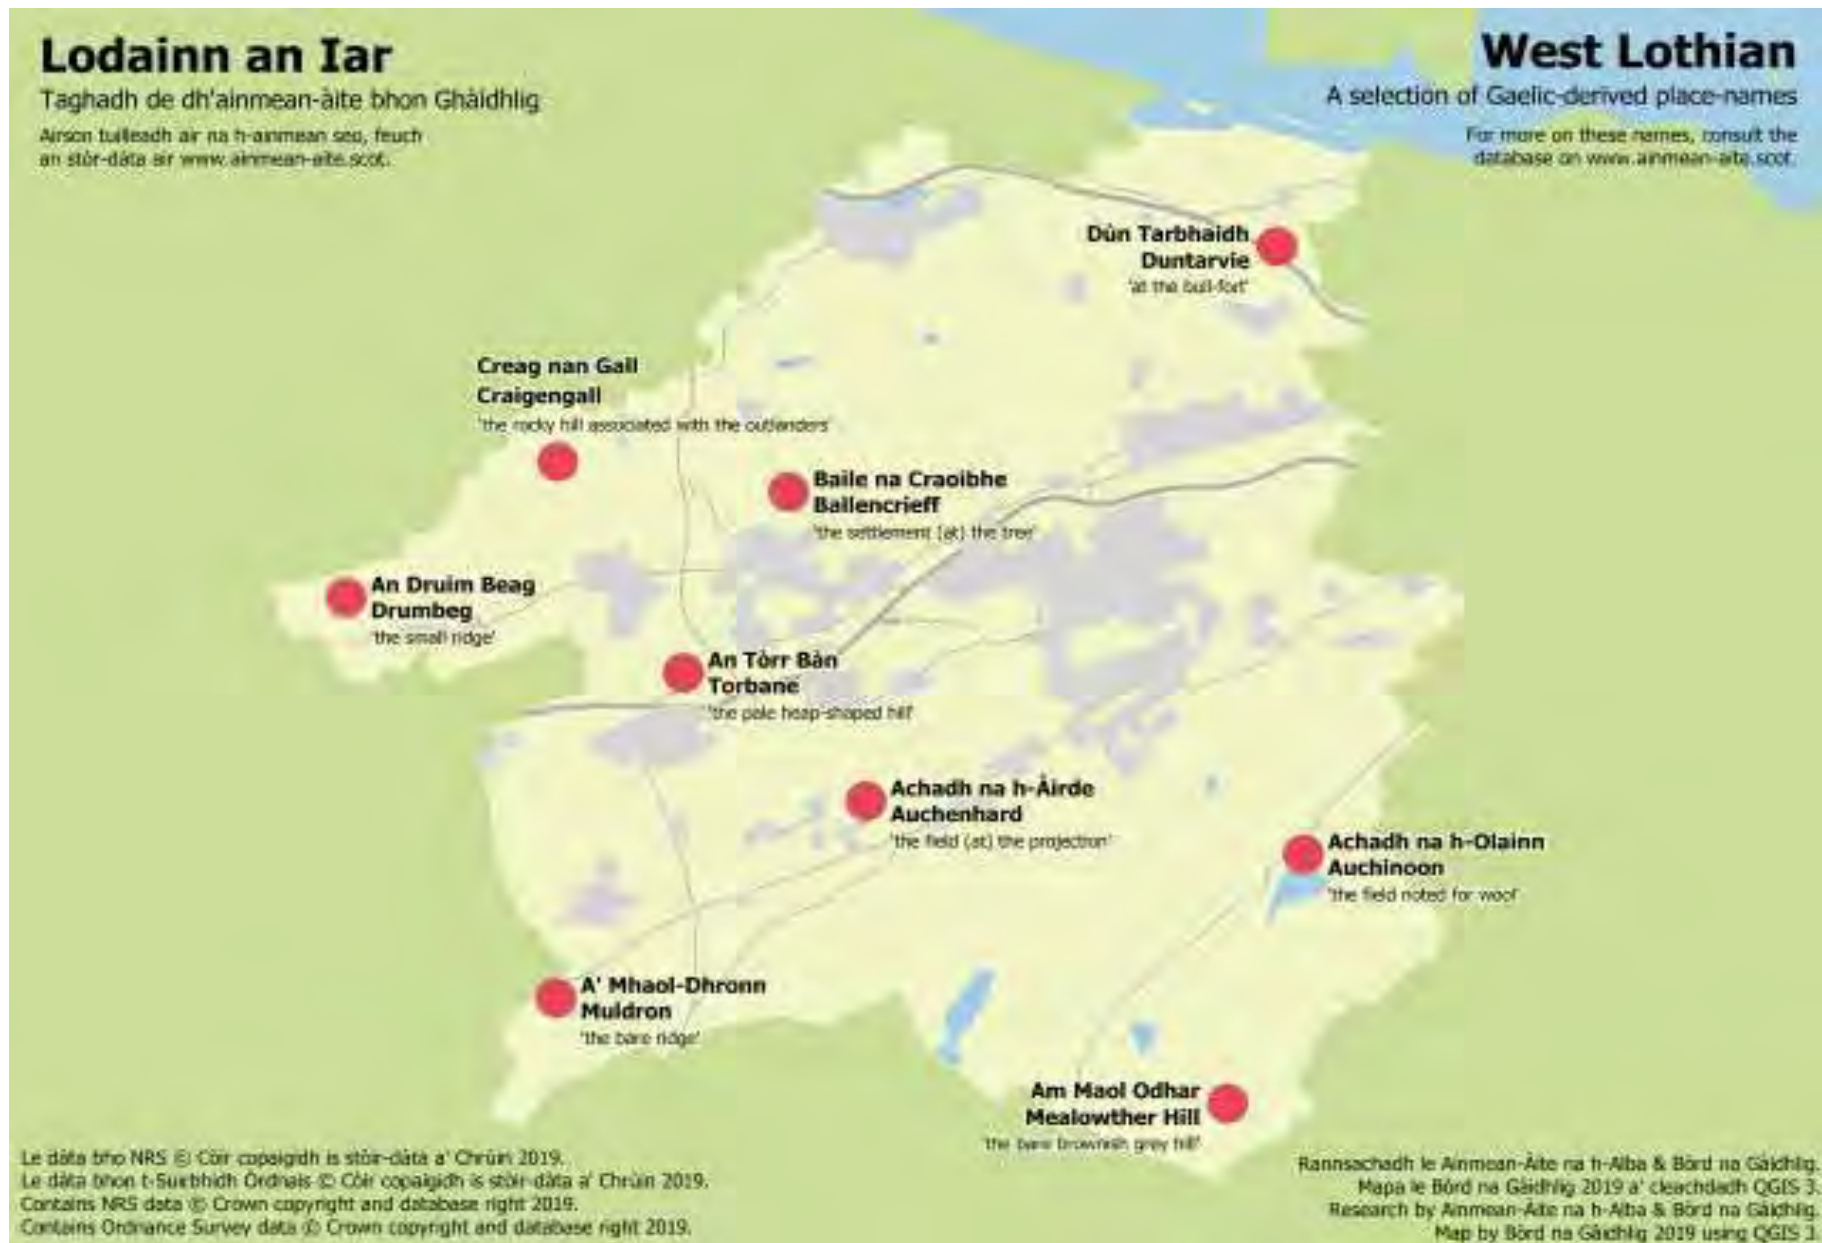 Lodainn an Iar
Taghadh de dh'ainmean-àite bhon Ghàidhlig
Airson tuilleadh air na h-ainmean seo, feuch
an stòr-dàta air www.ainmean-aite.scot.
West Lothian
A selection of Gaelic-derived place-names
For more on these names, consult the
database on www.ainmean-aite.scot.
Dùn Tarbhaidh
Duntarvie
'at the bull-fort'
Creag nan Gall
Craigengall
'the rocky hill associated with the outlanders'
Baile na Craoibhe
Ballencrieff
'the settlement (at) the tree'
An Druim Beag
Drumbeg
'the small ridge'
An Tòrr Bàn
Torbane
'the pale heap-shaped hill'
Achadh na h-Àirde
Auchenhard
'the field (at) the projection'
Achadh na h-Olainn
Auchinoon
'the field noted for wool'
A' Mhaol-Dhronn
Muldron
'the bare ridge'
Am Maol Odhar
Mealowther Hill
'the bare brownish grey hill'
Le dàta bho NRS © Còir copaigidh is stòir-dàta a' Chrùin 2019.
Le dàta bhon t-Suirbhidh Òrdnais © Còir copaigidh is stòir-dàta a' Chrùin 2019.
Contains NRS data © Crown copyright and database right 2019.
Contains Ordnance Survey data © Crown copyright and database right 2019.
Rannsachadh le Ainmean-Àite na h-Alba & Bòrd na Gàidhlig.
Mapa le Bòrd na Gàidhlig 2019 a' cleachdadh QGIS 3.
Research by Ainmean-Àite na h-Alba & Bòrd na Gàidhlig.
Map by Bòrd na Gàidhlig 2019 using QGIS 3.